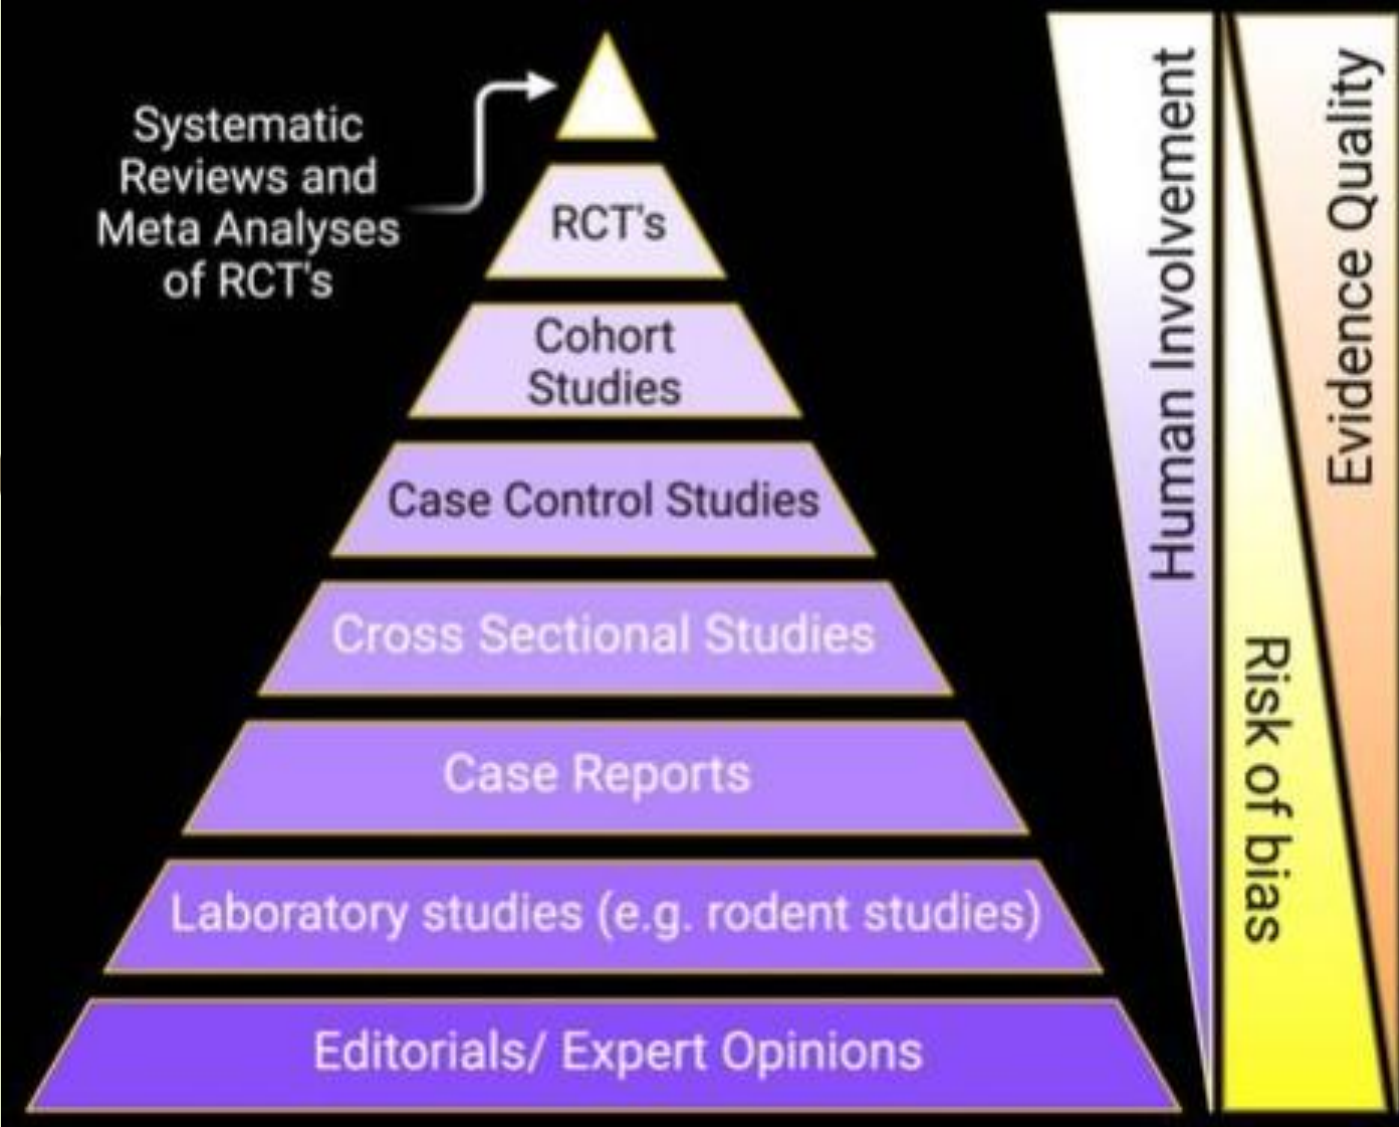 Systematic
Reviews and
Meta Analyses
of RCT's
RCT's
Cohort
Studies
Case Control Studies
Cross Sectional Studies
Case Reports
Laboratory studies (e.g. rodent studies)
Editorials/ Expert Opinions
Human Involvement
Risk of bias
Evidence Quality